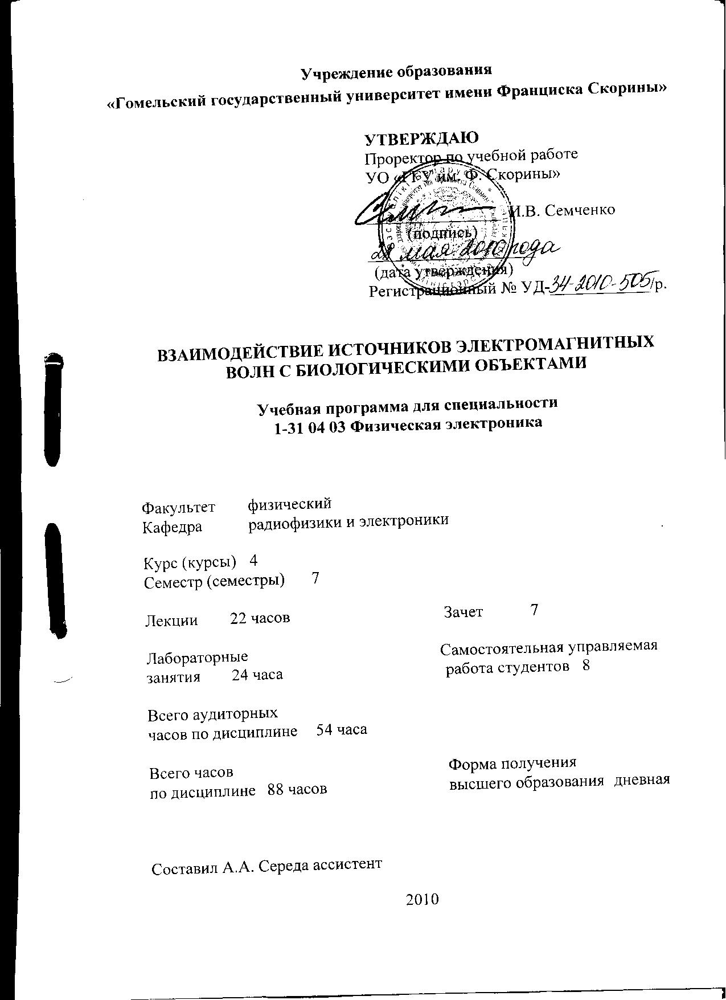 Учреждение образования
«Гомельский государственный университет имени Франциска Скорины»
УТВЕРЖДАЮ
Проректор по учебной работе
УО «ГГУ им. Ф. Скорины»
И.В. Семченко
(подпись)
28 мая 2010 года
(дата утверждения)
Регистрационный № УД-34-2010-505/р.
ВЗАИМОДЕЙСТВИЕ ИСТОЧНИКОВ ЭЛЕКТРОМАГНИТНЫХ
ВОЛН С БИОЛОГИЧЕСКИМИ ОБЪЕКТАМИ
Учебная программа для специальности
1-31 04 03 Физическая электроника
Факультет физический
Кафедра радиофизики и электроники
Курс (курсы) 4
Семестр (семестры) 7
Лекции 22 часов Зачет 7
Лабораторные Самостоятельная управляемая
занятия 24 часа работа студентов 8
Всего аудиторных
часов по дисциплине 54 часа
Всего часов Форма получения
по дисциплине 88 часов высшего образования дневная
Составил А.А. Середа ассистент
2010